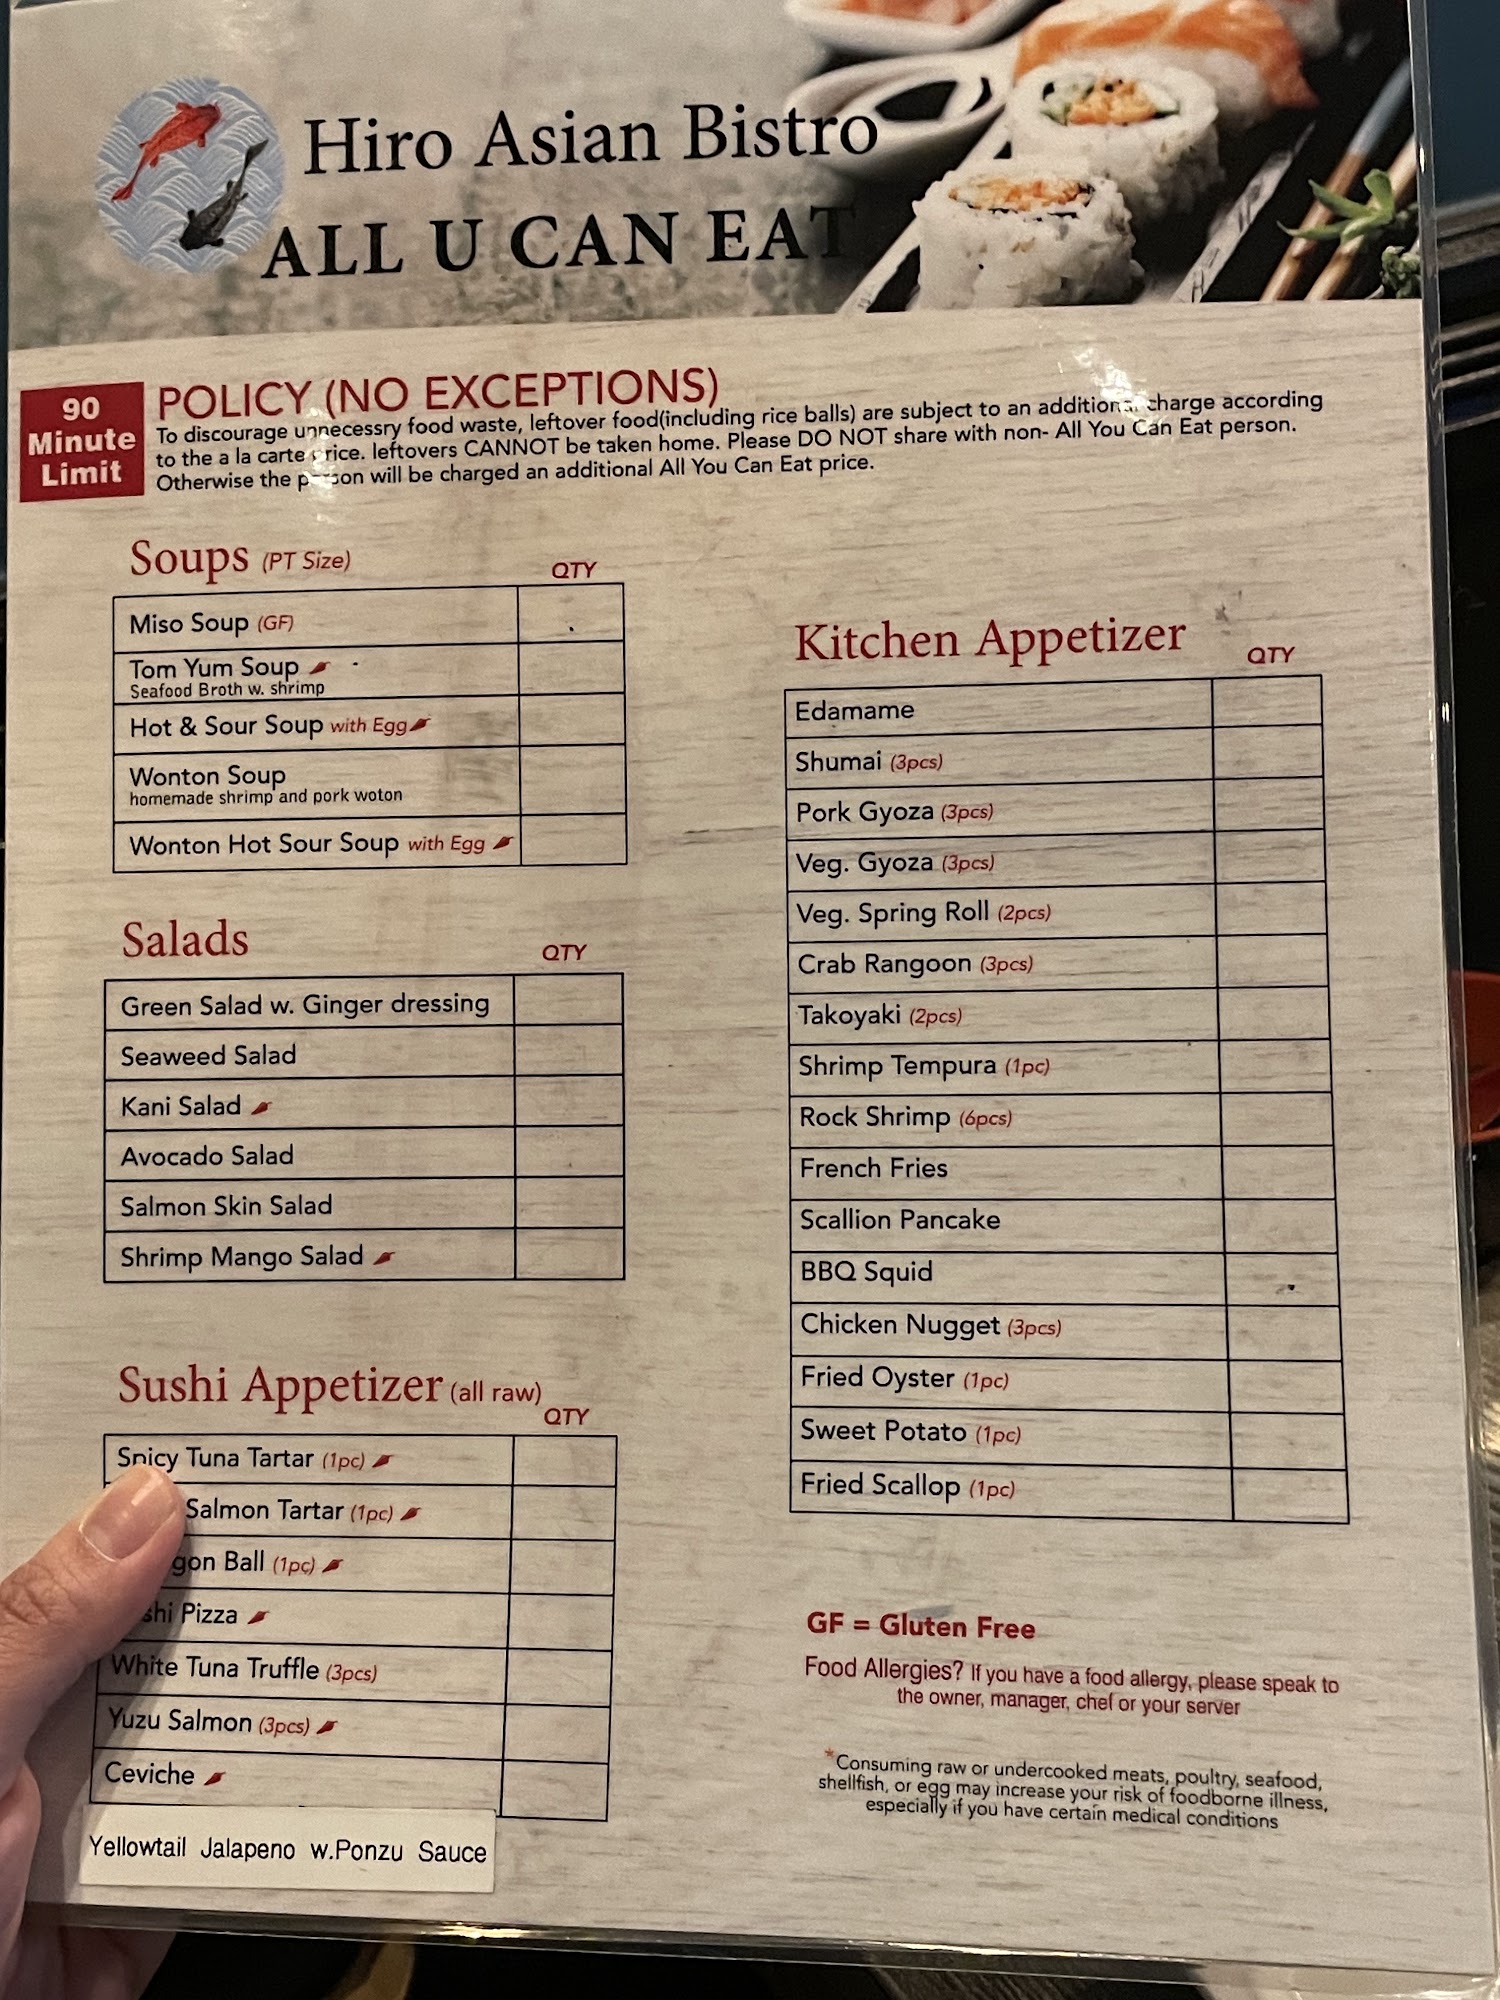 Hiro Asian Bistro
ALL U CAN EAT
90
Minute
Limit
POLICY (NO EXCEPTIONS)
To discourage unnecessry food waste, leftover food(including rice balls) are subject to an additional charge according
to the a la carte price. leftovers CANNOT be taken home. Please DO NOT share with non- All You Can Eat person.
Otherwise the person will be charged an additional All You Can Eat price.
Soups (PT Size)
QTY
Miso Soup (GF)
Tom Yum Soup
Seafood Broth w. shrimp
Hot & Sour Soup with Egg
Wonton Soup
homemade shrimp and pork woton
Wonton Hot Sour Soup with Egg
Salads
QTY
Green Salad w. Ginger dressing
Seaweed Salad
Kani Salad
Avocado Salad
Salmon Skin Salad
Shrimp Mango Salad
Sushi Appetizer (all raw)
QTY
Spicy Tuna Tartar (1pc)
Salmon Tartar (1pc)
Ball (1pc)
Pizza
White Tuna Truffle (3pcs)
Yuzu Salmon (3pcs)
Ceviche
Yellowtail Jalapeno w.Ponzu Sauce
Kitchen Appetizer
QTY
Edamame
Shumai (3pcs)
Pork Gyoza (3pcs)
Veg. Gyoza (3pcs)
Veg. Spring Roll (2pcs)
Crab Rangoon (3pcs)
Takoyaki (2pcs)
Shrimp Tempura (1pc)
Rock Shrimp (6pcs)
French Fries
Scallion Pancake
BBQ Squid
Chicken Nugget (3pcs)
Fried Oyster (1pc)
Sweet Potato (1pc)
Fried Scallop (1pc)
GF = Gluten Free
Food Allergies? If you have a food allergy, please speak to
the owner, manager, chef or your server
*Consuming raw or undercooked meats, poultry, seafood,
shellfish, or egg may increase your risk of foodborne illness,
especially if you have certain medical conditions